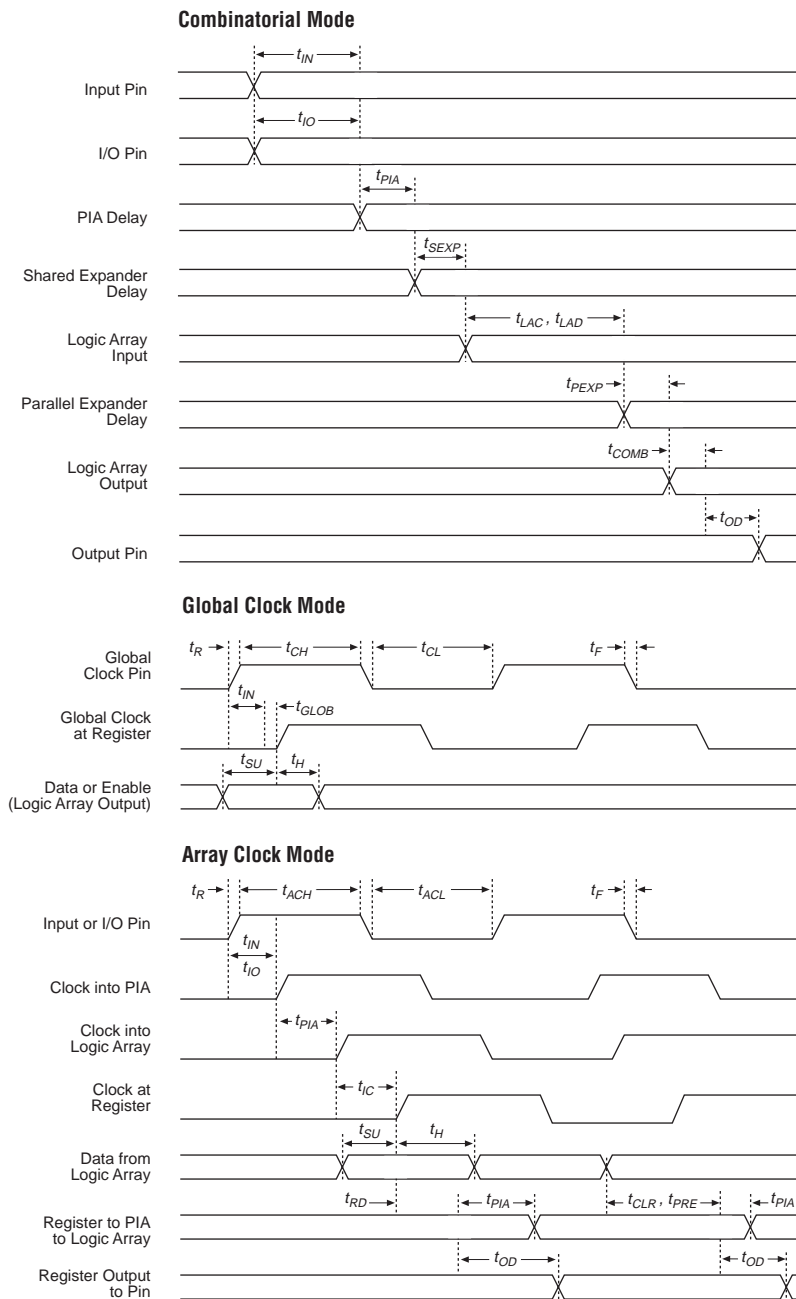 Combinatorial Mode
t_IN
Input Pin
t_IO
I/O Pin
t_PIA
PIA Delay
t_SEXP
Shared Expander
Delay
t_LAC , t_LAD
Logic Array
Input
t_PEXP
Parallel Expander
Delay
t_COMB
Logic Array
Output
t_OD
Output Pin
Global Clock Mode
t_R t_CH t_CL t_F
Global
Clock Pin
t_IN t_GLOB
Global Clock
at Register
t_SU t_H
Data or Enable
(Logic Array Output)
Array Clock Mode
t_R t_ACH t_ACL t_F
Input or I/O Pin
t_IN
t_IO
Clock into PIA
t_PIA
Clock into
Logic Array
t_IC
Clock at
Register
t_SU t_H
Data from
Logic Array
t_RD t_PIA t_CLR , t_PRE t_PIA
Register to PIA
to Logic Array
t_OD t_OD
Register Output
to Pin